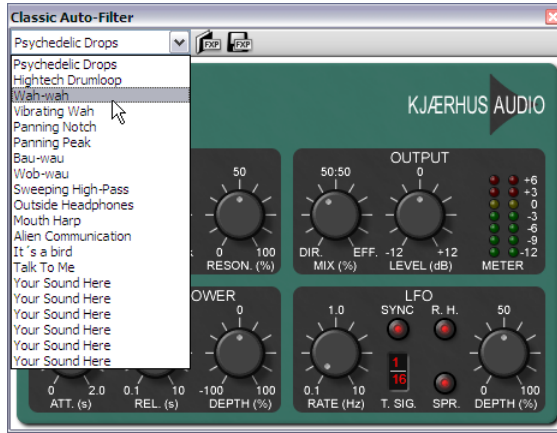 Classic Auto-Filter
Psychedelic Drops
FXP FXP
Psychedelic Drops
Hightech Drumloop
Wah-wah
Vibrating Wah
Panning Notch
Panning Peak
Bau-wau
Wob-wau
Sweeping High-Pass
Outside Headphones
Mouth Harp
Alien Communication
It´s a bird
Talk To Me
Your Sound Here
Your Sound Here
Your Sound Here
Your Sound Here
Your Sound Here
Your Sound Here
KJÆRHUS AUDIO
50
0 100
RESON. (%)
OUTPUT
50:50 0
DIR. EFF. -12 +12
MIX (%) LEVEL (dB) METER
+6
+3
0
-3
-6
-9
-12
OWER
0
0 2.0 0.1 10 -100 100
ATT. (s) REL. (s) DEPTH (%)
LFO
1.0 SYNC R. H. 50
1
16
0.1 10 0 100
RATE (Hz) T. SIG. SPR. DEPTH (%)